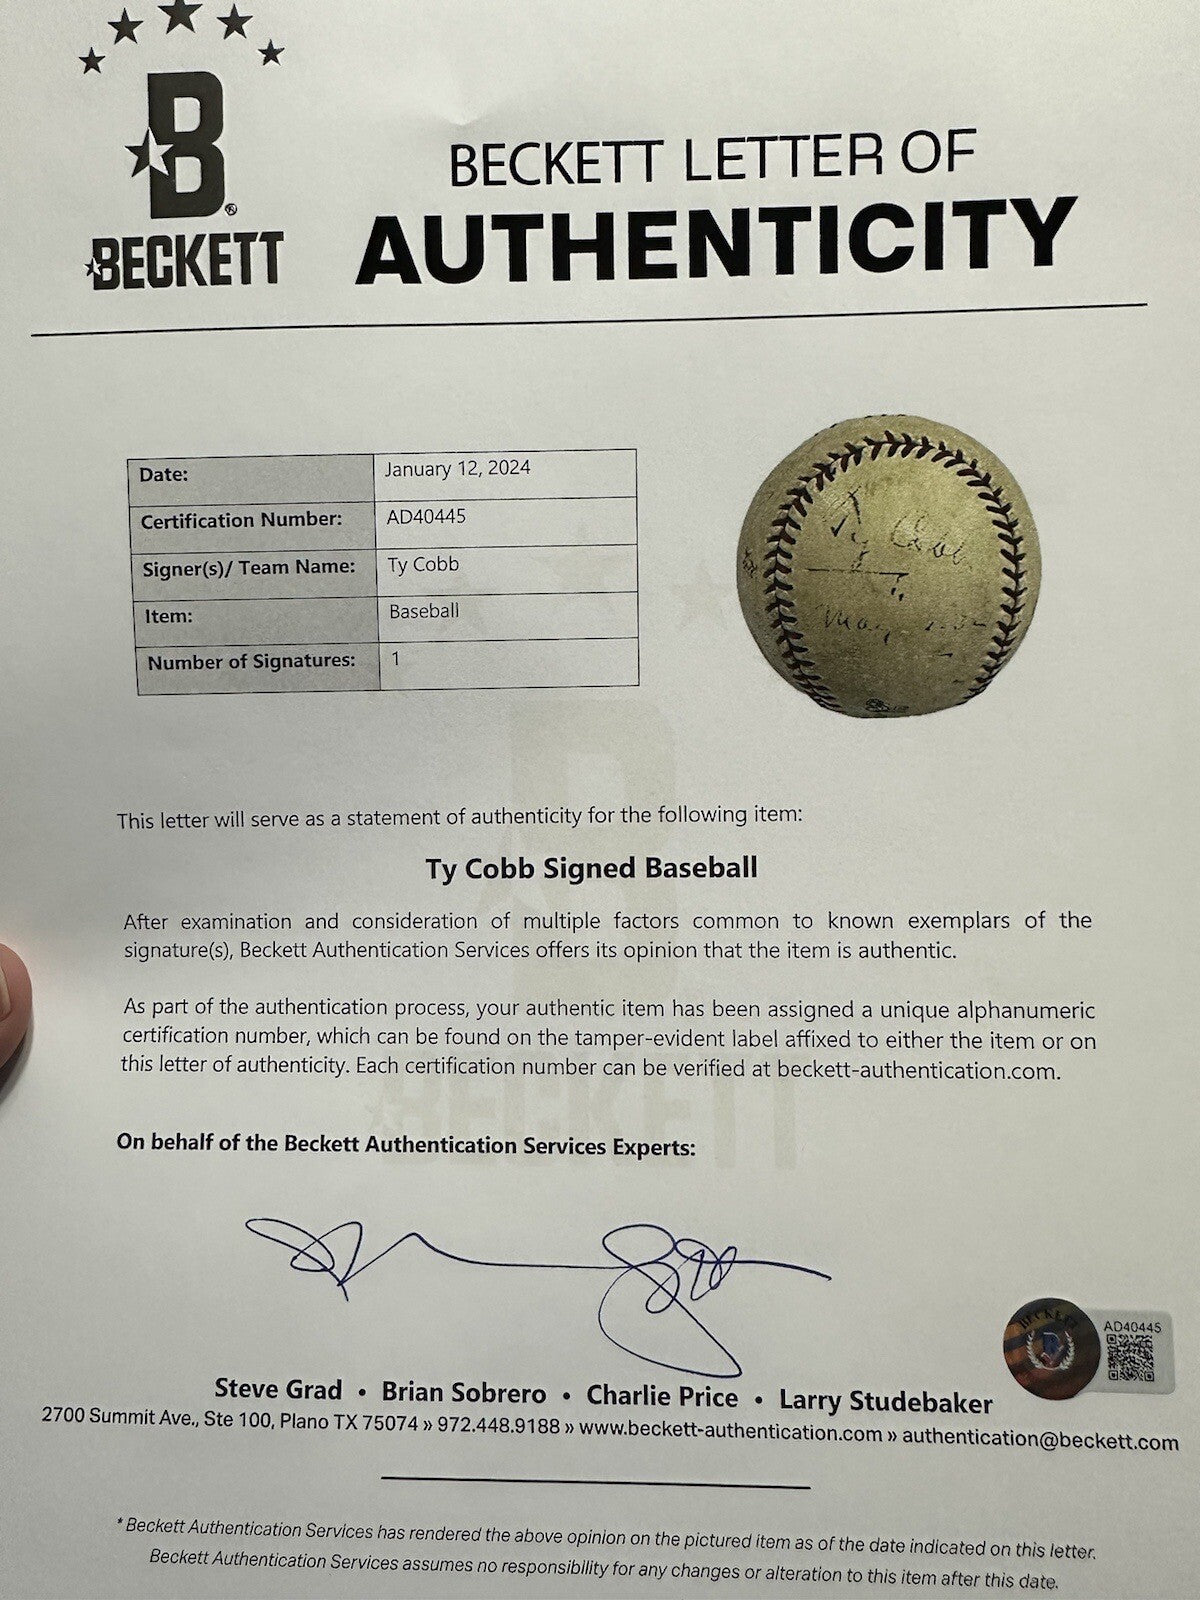 BECKETT
BECKETT LETTER OF
AUTHENTICITY
Date: January 12, 2024
Certification Number: AD40445
Signer(s)/ Team Name: Ty Cobb
Item: Baseball
Number of Signatures: 1
Ty Cobb
May
This letter will serve as a statement of authenticity for the following item:
Ty Cobb Signed Baseball
After examination and consideration of multiple factors common to known exemplars of the
signature(s), Beckett Authentication Services offers its opinion that the item is authentic.
As part of the authentication process, your authentic item has been assigned a unique alphanumeric
certification number, which can be found on the tamper-evident label affixed to either the item or on
this letter of authenticity. Each certification number can be verified at beckett-authentication.com.
On behalf of the Beckett Authentication Services Experts:
BECKETT
AD40445
Steve Grad • Brian Sobrero • Charlie Price • Larry Studebaker
2700 Summit Ave., Ste 100, Plano TX 75074 » 972.448.9188 » www.beckett-authentication.com » authentication@beckett.com
* Beckett Authentication Services has rendered the above opinion on the pictured item as of the date indicated on this letter.
Beckett Authentication Services assumes no responsibility for any changes or alteration to this item after this date.